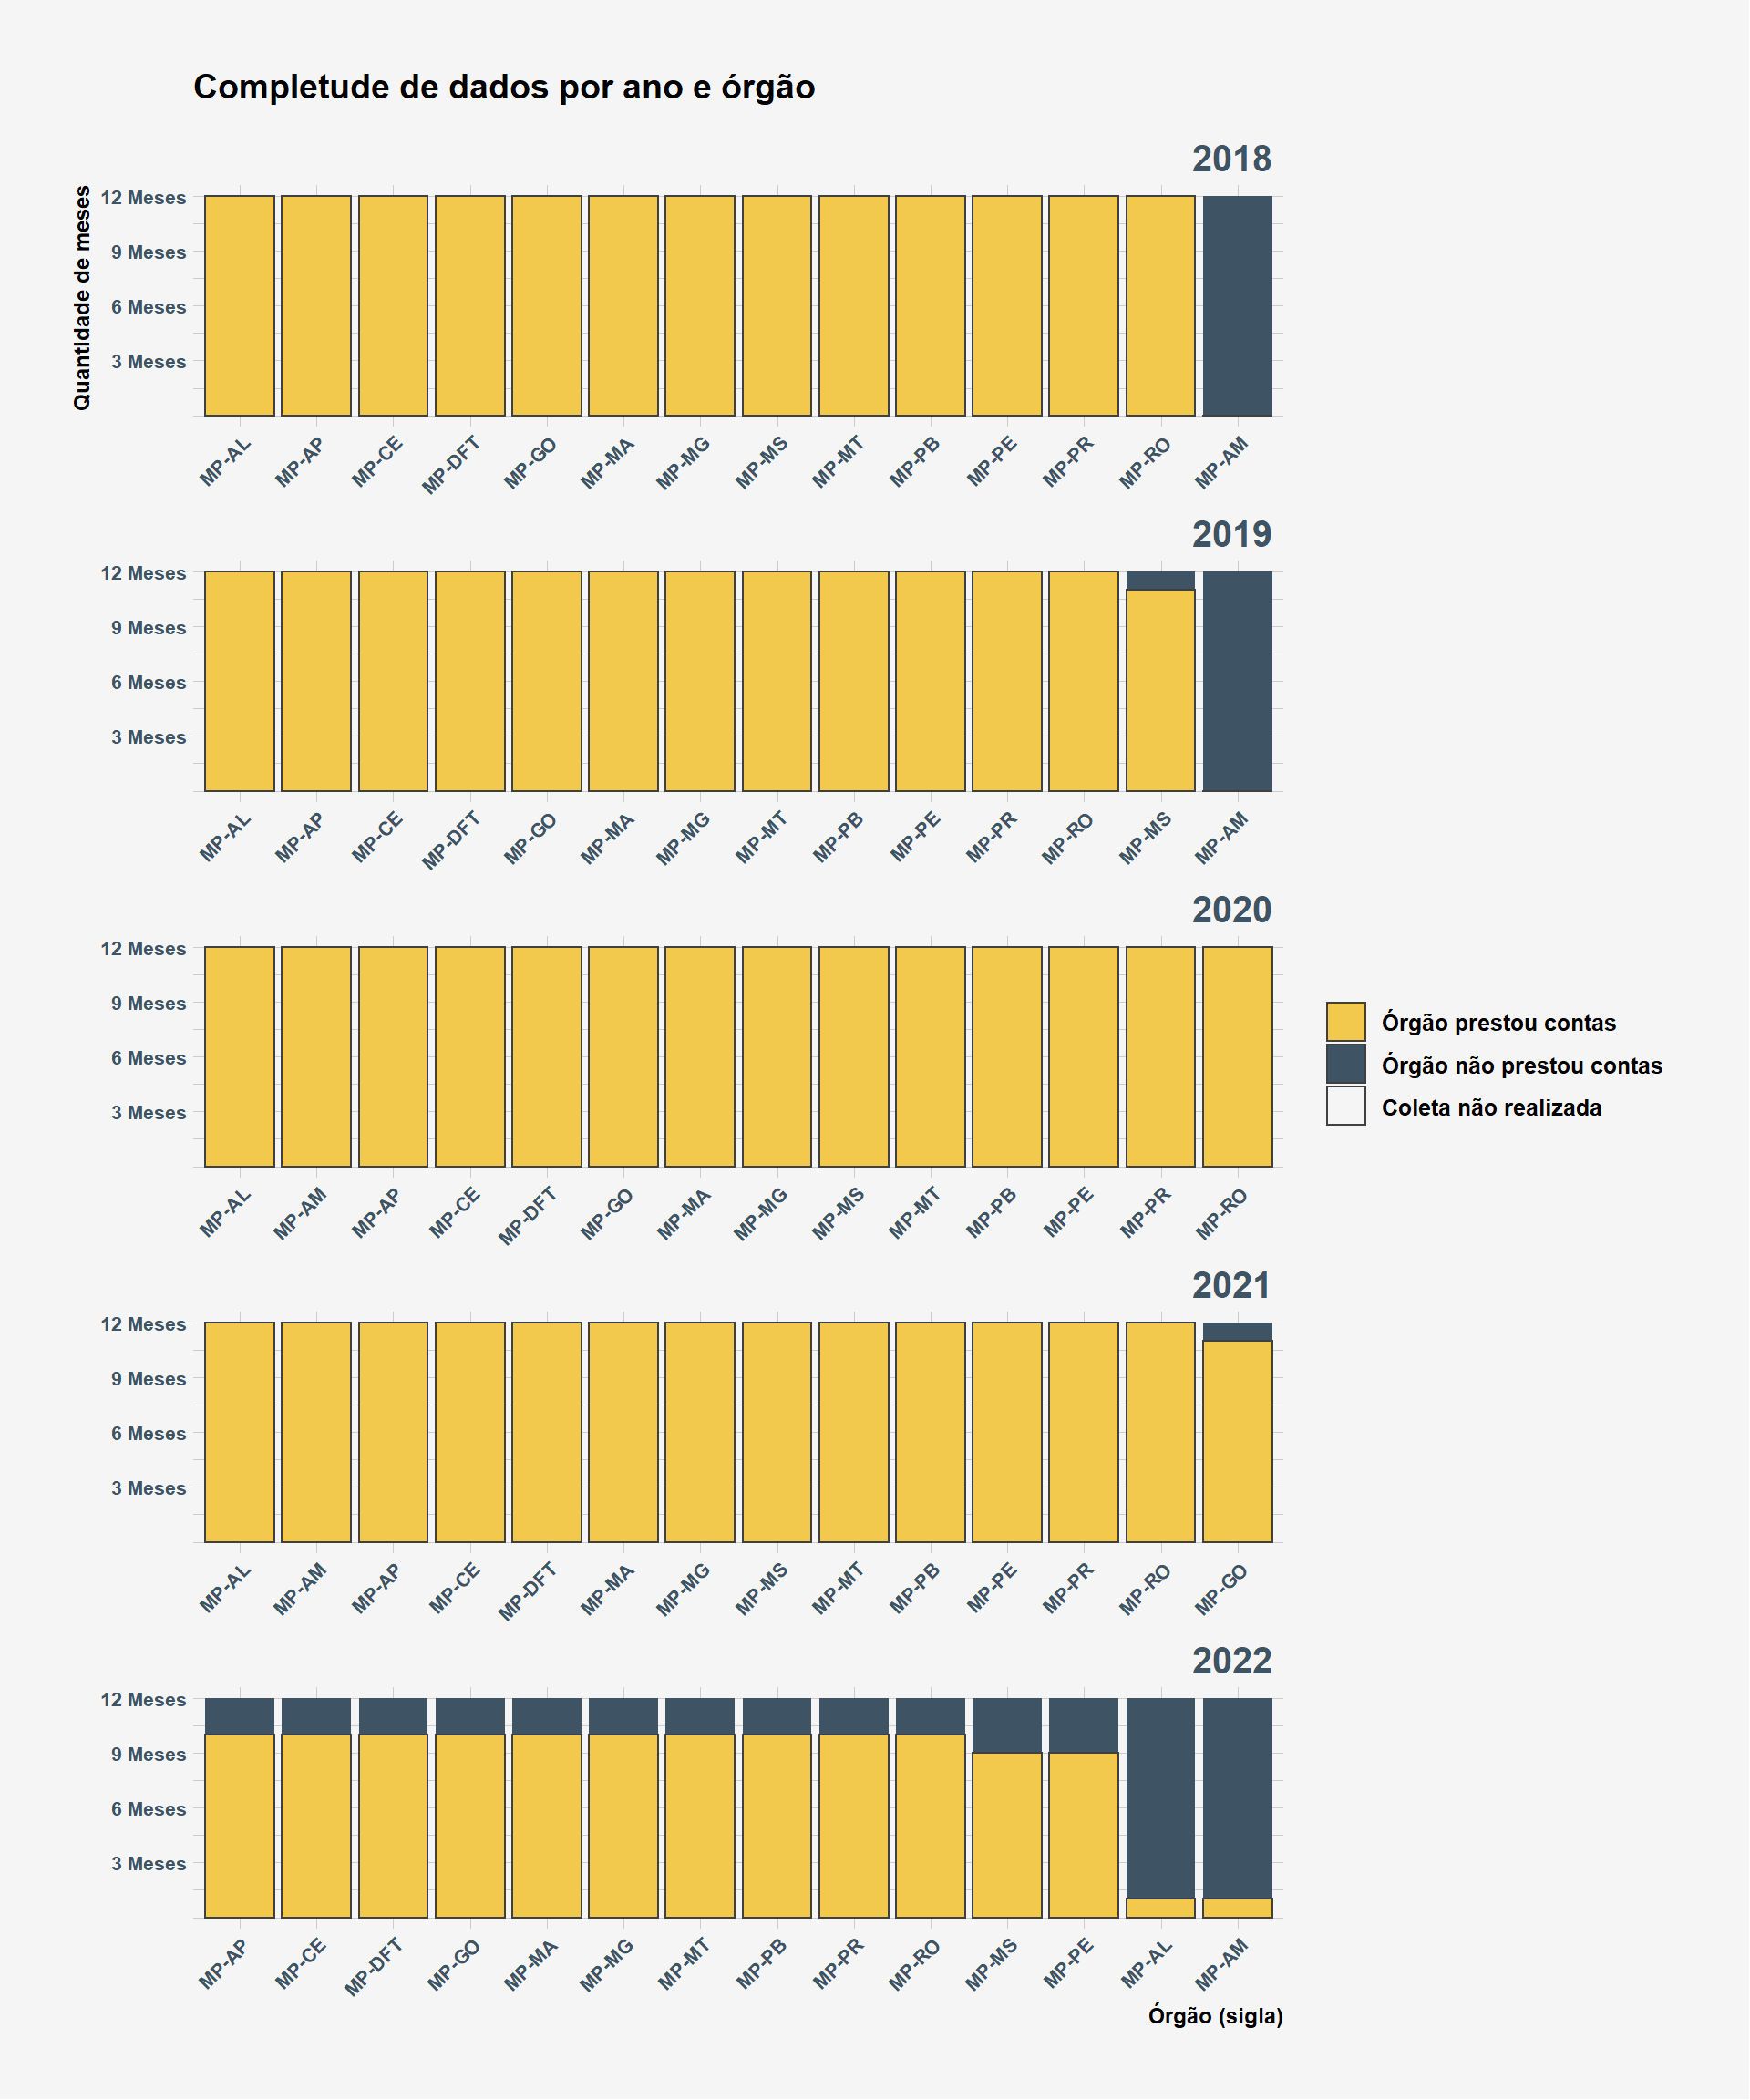 Completude de dados por ano e órgão
Quantidade de meses
2018
12 Meses
9 Meses
6 Meses
3 Meses
MP-AL MP-AP MP-CE MP-DFT MP-GO MP-MA MP-MG MP-MS MP-MT MP-PB MP-PE MP-PR MP-RO MP-AM
2019
12 Meses
9 Meses
6 Meses
3 Meses
MP-AL MP-AP MP-CE MP-DFT MP-GO MP-MA MP-MG MP-MT MP-PB MP-PE MP-PR MP-RO MP-MS MP-AM
2020
12 Meses
9 Meses
6 Meses
3 Meses
MP-AL MP-AM MP-AP MP-CE MP-DFT MP-GO MP-MA MP-MG MP-MS MP-MT MP-PB MP-PE MP-PR MP-RO
Órgão prestou contas
Órgão não prestou contas
Coleta não realizada
2021
12 Meses
9 Meses
6 Meses
3 Meses
MP-AL MP-AM MP-AP MP-CE MP-DFT MP-MA MP-MG MP-MS MP-MT MP-PB MP-PE MP-PR MP-RO MP-GO
2022
12 Meses
9 Meses
6 Meses
3 Meses
MP-AP MP-CE MP-DFT MP-GO MP-MA MP-MG MP-MT MP-PB MP-PR MP-RO MP-MS MP-PE MP-AL MP-AM
Órgão (sigla)